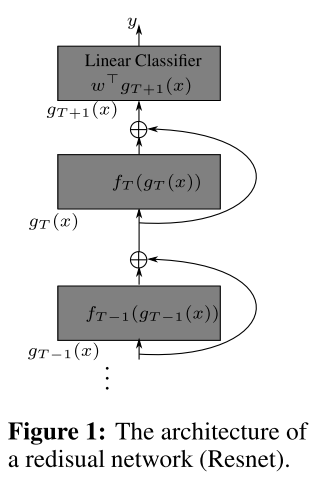 y
Linear Classifier
w⊤g_{T+1}(x)
g_{T+1}(x)
f_T(g_T(x))
g_T(x)
f_{T−1}(g_{T−1}(x))
g_{T−1}(x)
⋮
Figure 1: The architecture of
a redisual network (Resnet).